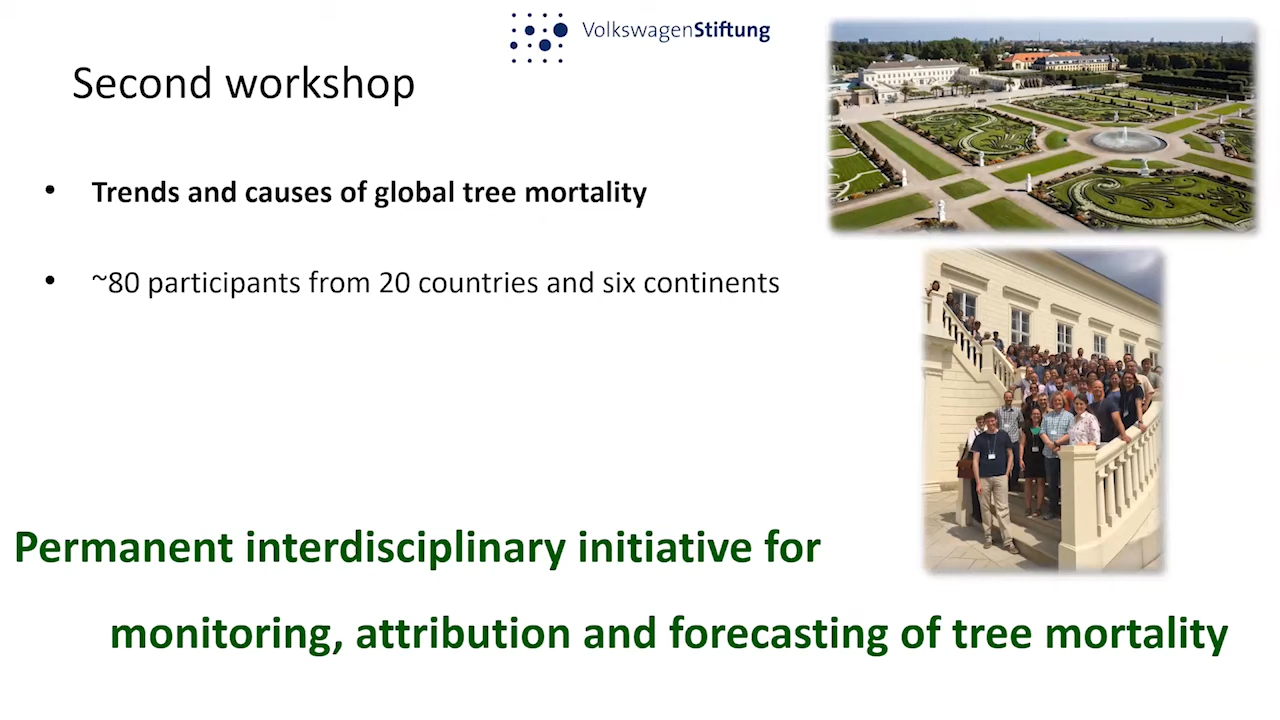 VolkswagenStiftung
Second workshop
• Trends and causes of global tree mortality
• ~80 participants from 20 countries and six continents
Permanent interdisciplinary initiative for
monitoring, attribution and forecasting of tree mortality